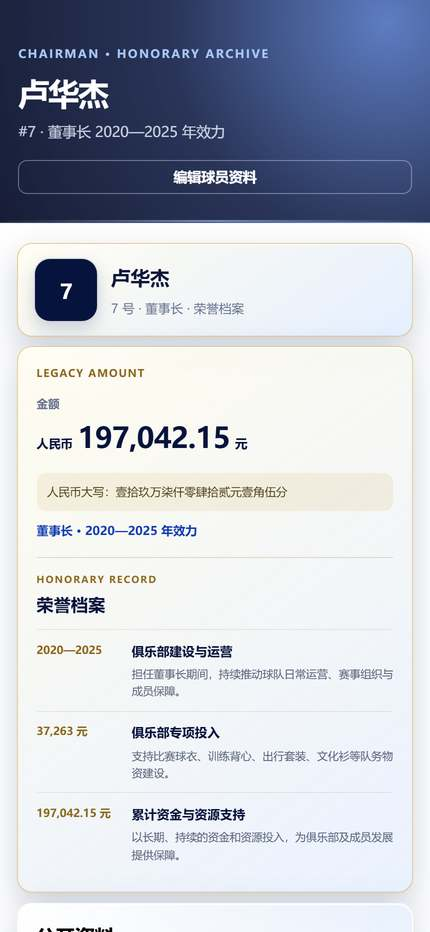 CHAIRMAN • HONORARY ARCHIVE
卢华杰
#7 · 董事长 2020—2025 年效力
编辑球员资料
7
卢华杰
7 号 · 董事长 · 荣誉档案
LEGACY AMOUNT
金额
人民币 197,042.15 元
人民币大写：壹拾玖万柒仟零肆拾贰元壹角伍分
董事长 • 2020—2025 年效力
HONORARY RECORD
荣誉档案
2020—2025
俱乐部建设与运营
担任董事长期间，持续推动球队日常运营、赛事组织与
成员保障。
37,263 元
俱乐部专项投入
支持比赛球衣、训练背心、出行套装、文化衫等队务物
资建设。
197,042.15 元
累计资金与资源支持
以长期、持续的资金和资源投入，为俱乐部及成员发展
提供保障。